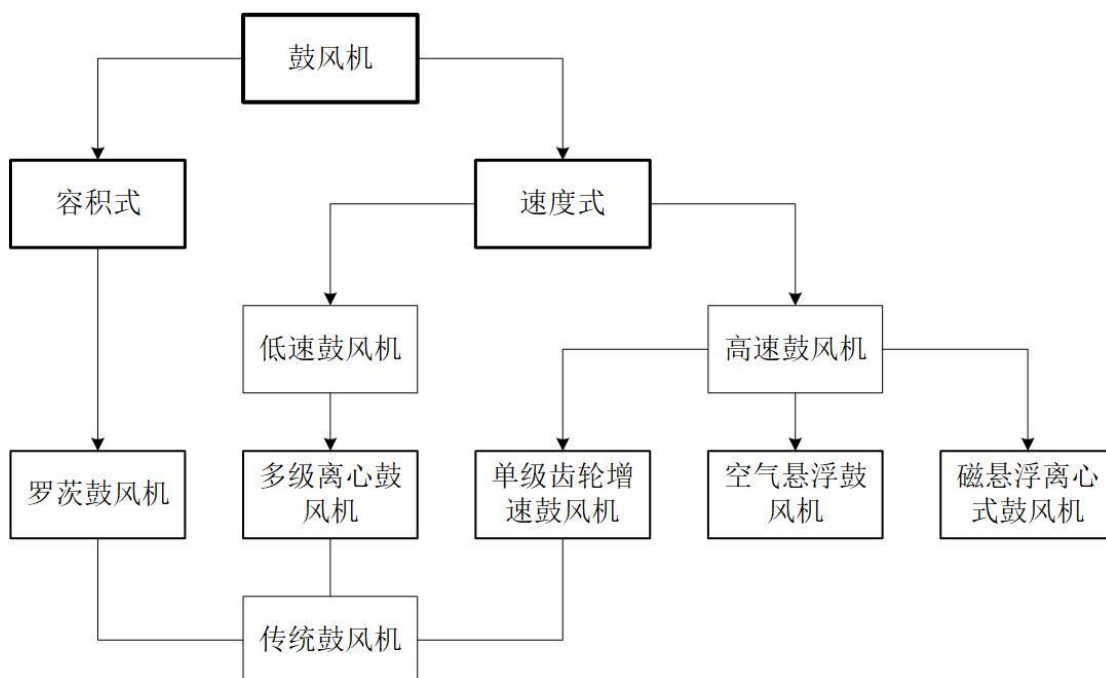 鼓风机
容积式
速度式
低速鼓风机
高速鼓风机
罗茨鼓风机
多级离心鼓
风机
单级齿轮增
速鼓风机
空气悬浮鼓
风机
磁悬浮离心
式鼓风机
传统鼓风机